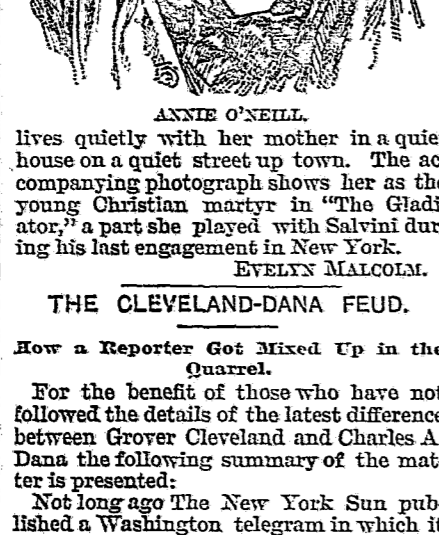 ANNIE O'NEILL.
lives quietly with her mother in a quie
house on a quiet street up town. The ac
companying photograph shows her as the
young Christian martyr in "The Gladi
ator," a part she played with Salvini dur
ing his last engagement in New York.
EVELYN MALCOLM.
THE CLEVELAND-DANA FEUD.
How a Reporter Got Mixed Up in the
Quarrel.
For the benefit of those who have not
followed the details of the latest difference
between Grover Cleveland and Charles A.
Dana the following summary of the mat-
ter is presented:
Not long ago The New York Sun pub-
lished a Washington telegram in which it